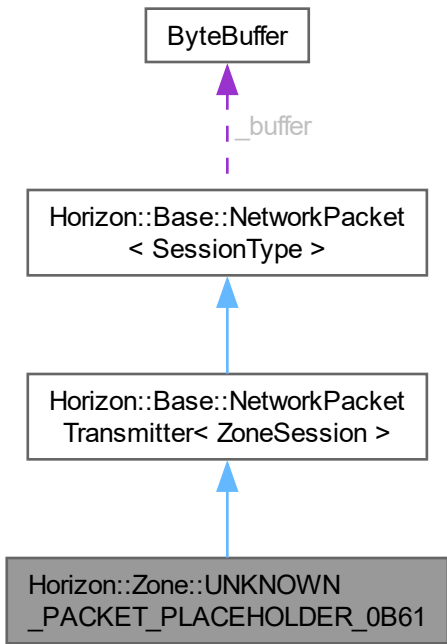 ByteBuffer
_buffer
Horizon::Base::NetworkPacket
< SessionType >
Horizon::Base::NetworkPacket
Transmitter< ZoneSession >
Horizon::Zone::UNKNOWN
_PACKET_PLACEHOLDER_0B61